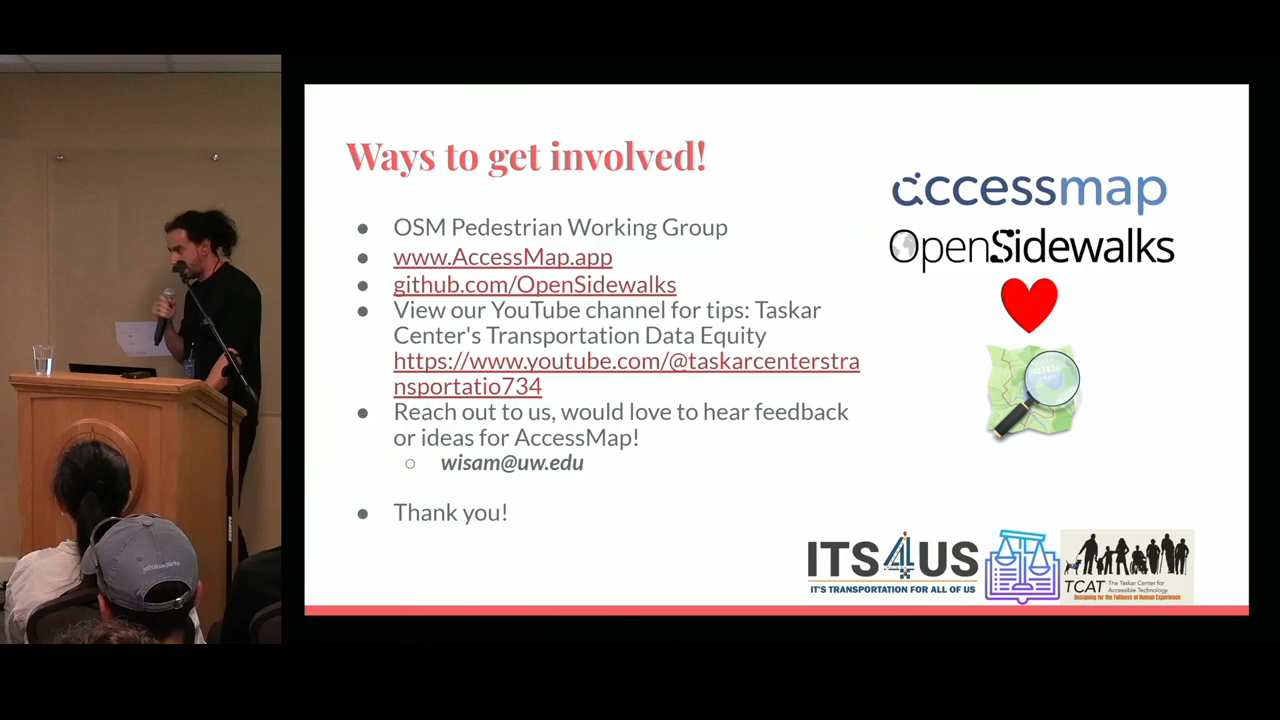 Ways to get involved!
OSM Pedestrian Working Group
www.AccessMap.app
github.com/OpenSidewalks
View our YouTube channel for tips: Taskar
Center's Transportation Data Equity
https://www.youtube.com/@taskarcenterstra
nsportatio734
Reach out to us, would love to hear feedback
or ideas for AccessMap!
wisam@uw.edu
Thank you!
accessmap
OpenSidewalks
ITS4US
IT'S TRANSPORTATION FOR ALL OF US
TCAT The Taskar Center for
Accessible Technology
Designing for the Fullness of Human Experience